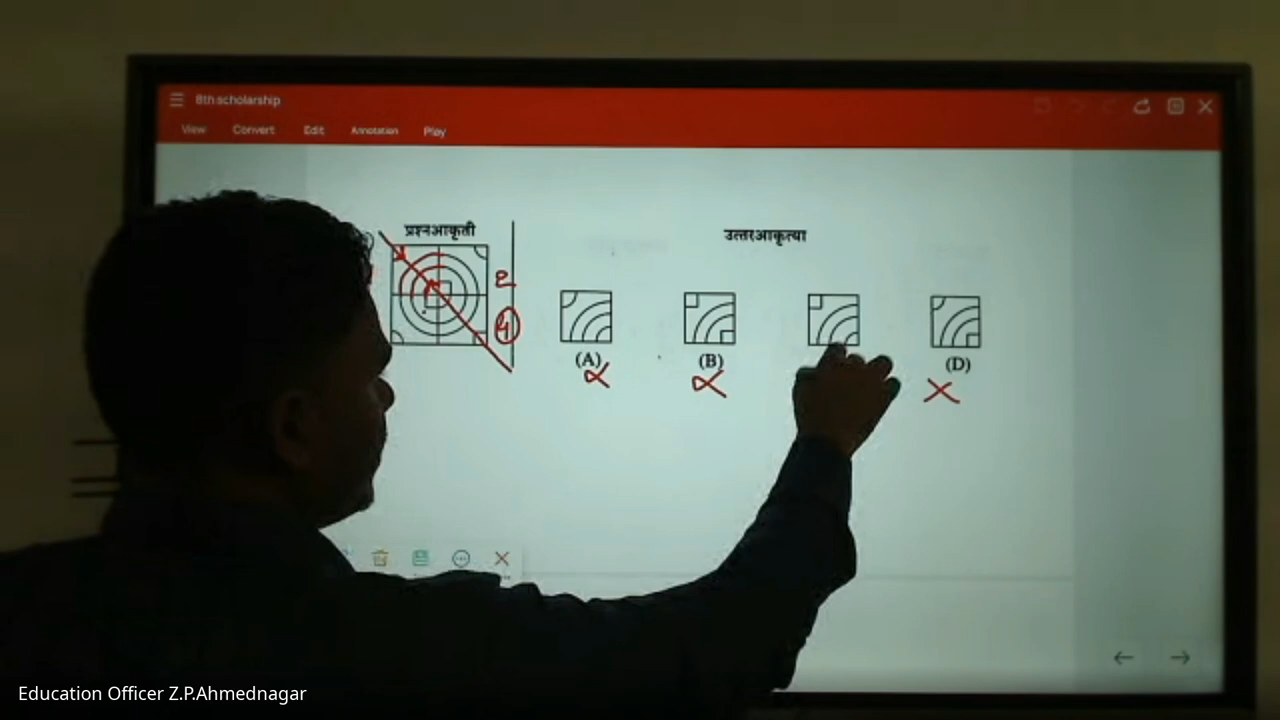 8th scholarship
View Convert Edit Annotation Play
प्रश्नआकृती
उत्तरआकृत्या
(A) (B) (D)
Education Officer Z.P.Ahmednagar